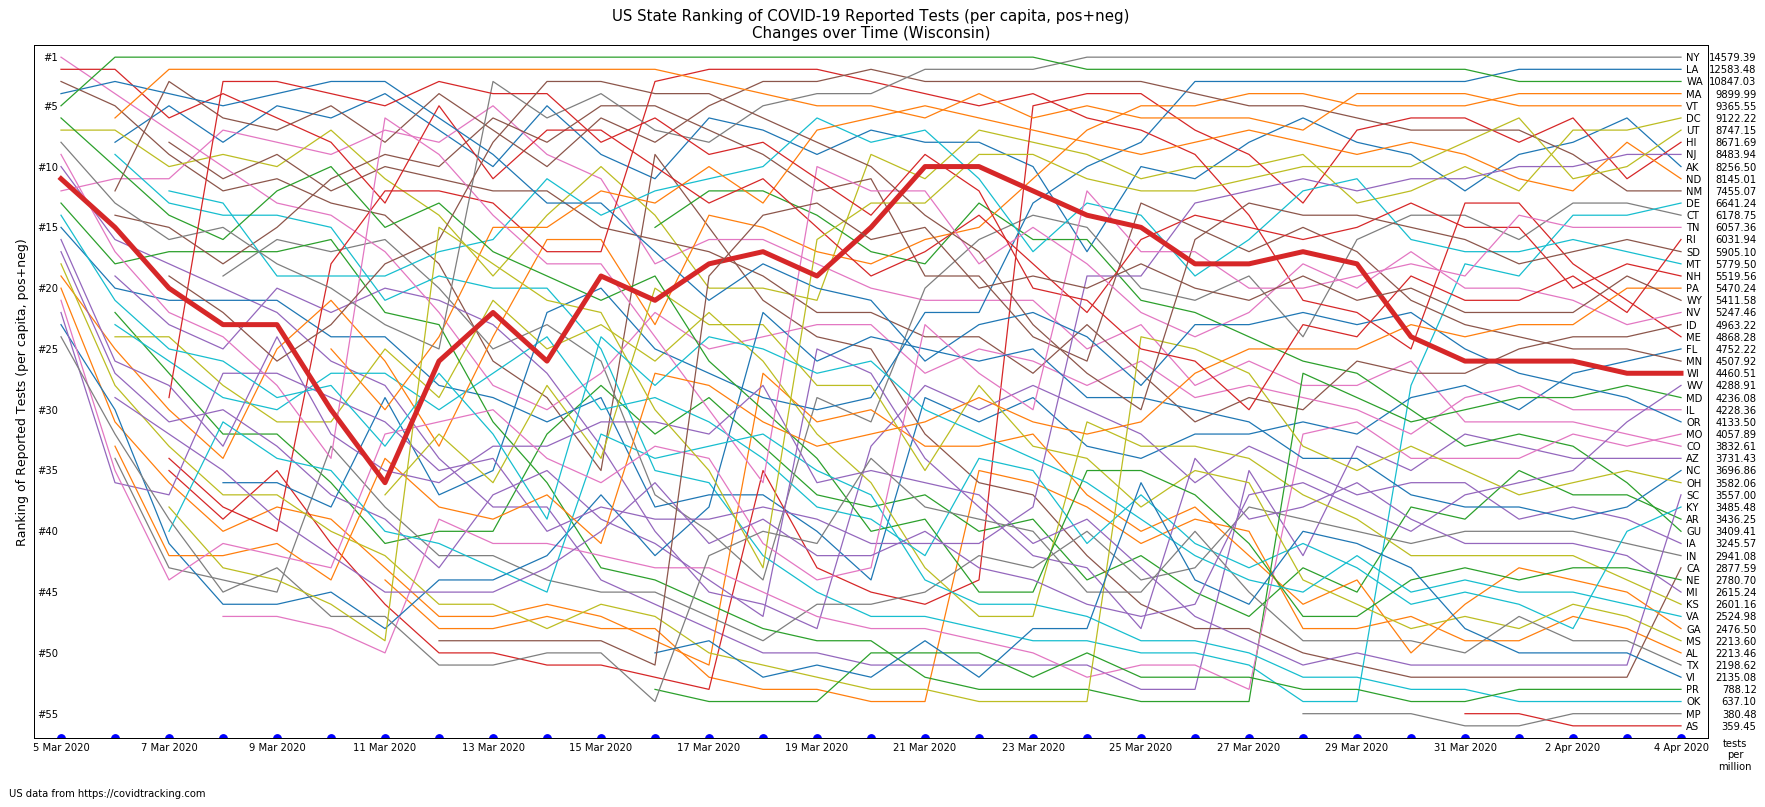 US State Ranking of COVID-19 Reported Tests (per capita, pos+neg)
Changes over Time (Wisconsin)
Ranking of Reported Tests (per capita, pos+neg)
#1
#5
#10
#15
#20
#25
#30
#35
#40
#45
#50
#55
NY 14579.39
LA 12583.48
WA 10847.03
MA 9899.99
VT 9365.55
DC 9122.22
UT 8747.15
HI 8671.69
NJ 8483.94
AK 8256.50
ND 8145.01
NM 7455.07
DE 6641.24
CT 6178.75
TN 6057.36
RI 6031.94
SD 5905.10
MT 5779.50
NH 5519.56
PA 5470.24
WY 5411.58
NV 5247.46
ID 4963.22
ME 4868.28
FL 4752.22
MN 4507.92
WI 4460.51
WV 4288.91
MD 4236.08
IL 4228.36
OR 4133.50
MO 4057.89
CO 3832.61
AZ 3731.43
NC 3696.86
OH 3582.06
SC 3557.00
KY 3485.48
AR 3436.25
GU 3409.41
IA 3245.57
IN 2941.08
CA 2877.59
NE 2780.70
MI 2615.24
KS 2601.16
VA 2524.98
GA 2476.50
MS 2213.60
AL 2213.46
TX 2198.62
VI 2135.08
PR 788.12
OK 637.10
MP 380.48
AS 359.45
5 Mar 2020 7 Mar 2020 9 Mar 2020 11 Mar 2020 13 Mar 2020 15 Mar 2020 17 Mar 2020 19 Mar 2020 21 Mar 2020 23 Mar 2020 25 Mar 2020 27 Mar 2020 29 Mar 2020 31 Mar 2020 2 Apr 2020 4 Apr 2020
tests
per
million
US data from https://covidtracking.com